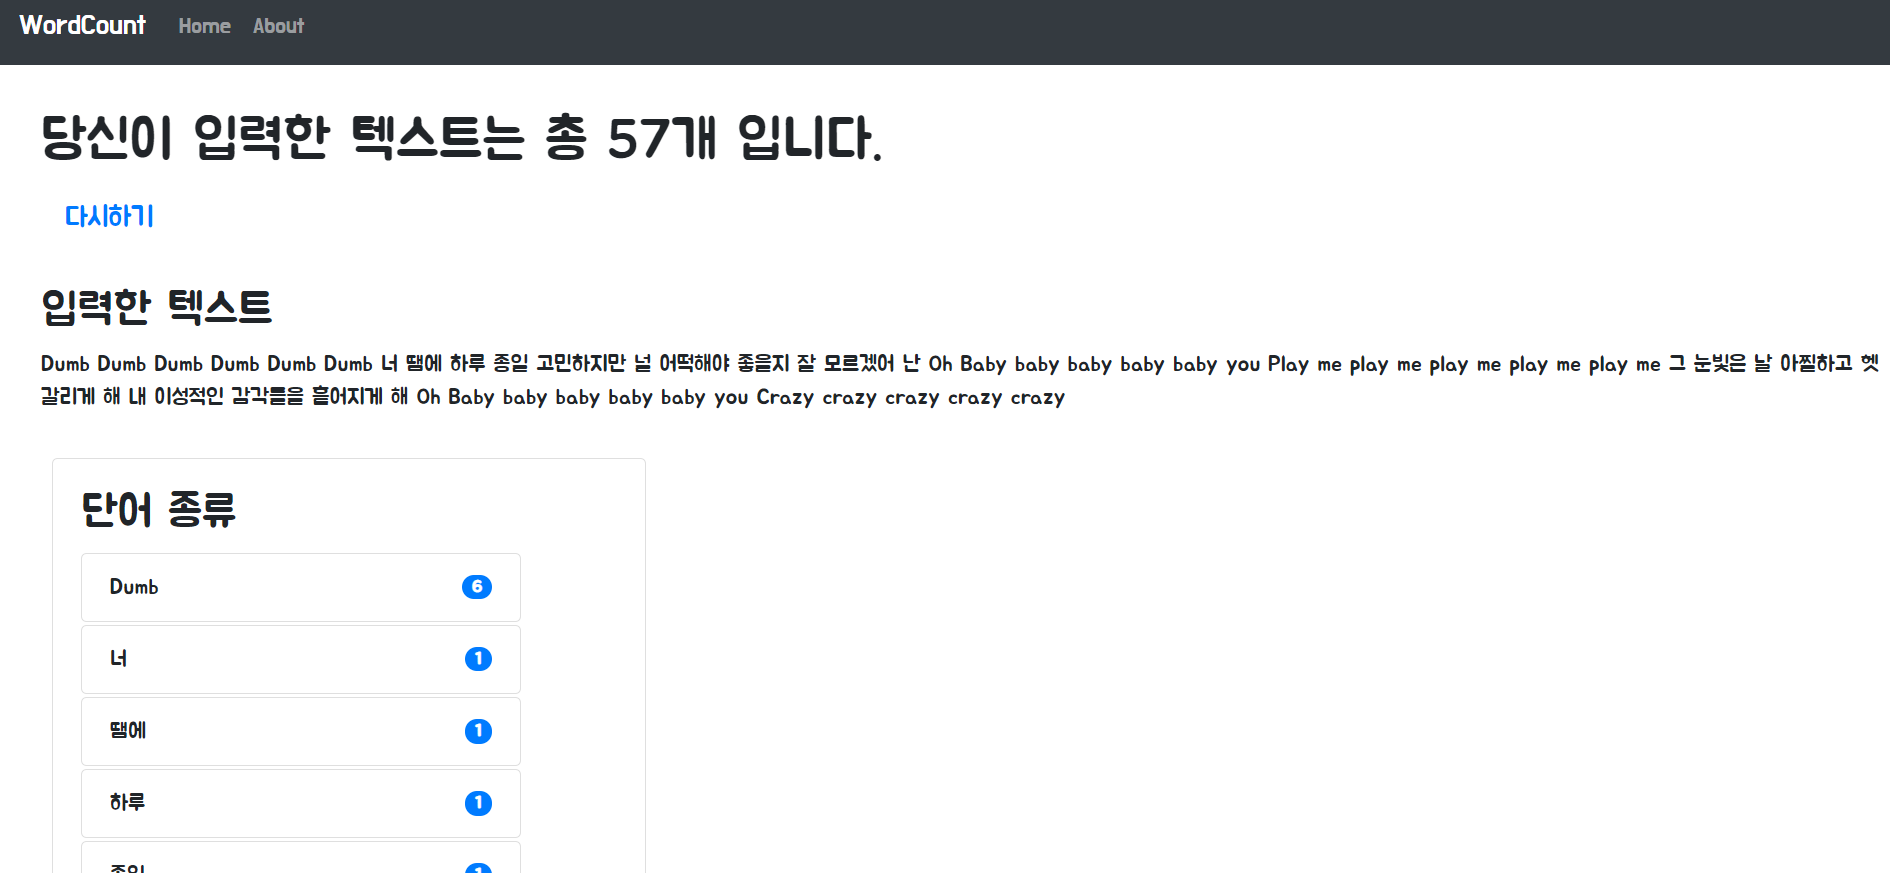 WordCount Home About
당신이 입력한 텍스트는 총 57개 입니다.
다시하기
입력한 텍스트
Dumb Dumb Dumb Dumb Dumb Dumb 너 땜에 하루 종일 고민하지만 널 어떡해야 좋을지 잘 모르겠어 난 Oh Baby baby baby baby baby you Play me play me play me play me play me 그 눈빛은 날 아찔하고 헷
갈리게 해 내 이성적인 감각들을 흩어지게 해 Oh Baby baby baby baby baby you Crazy crazy crazy crazy crazy
단어 종류
Dumb 6
너 1
땜에 1
하루 1
종일 1